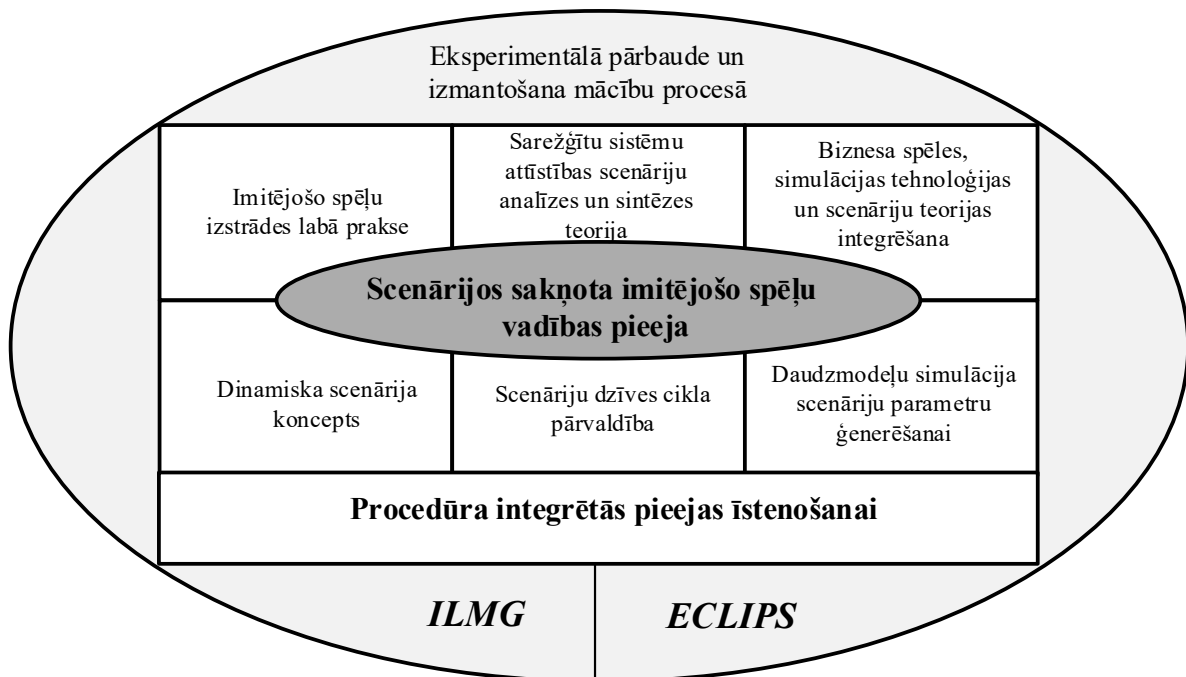 Eksperimentālā pārbaude un
izmantošana mācību procesā
Imitējošo spēļu
izstrādes labā prakse
Sarežģītu sistēmu
attīstības scenāriju
analīzes un sintēzes
teorija
Biznesa spēles,
simulācijas tehnoloģijas
un scenāriju teorijas
integrēšana
Scenārijos sakņota imitējošo spēļu
vadības pieeja
Dinamiska scenārija
koncepts
Scenāriju dzīves cikla
pārvaldība
Daudzmodeļu simulācija
scenāriju parametru
ģenerēšanai
Procedūra integrētās pieejas īstenošanai
ILMG
ECLIPS